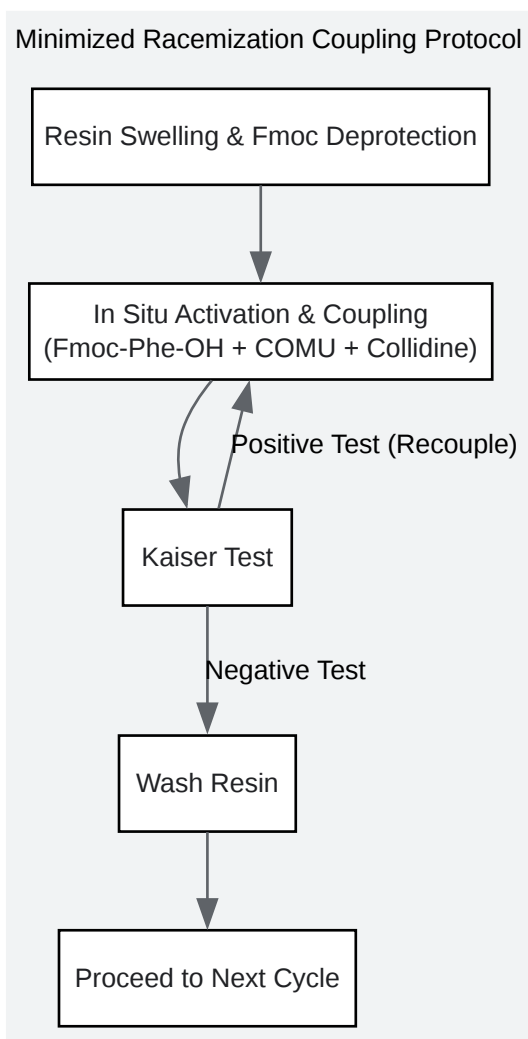 Minimized Racemization Coupling Protocol
Resin Swelling & Fmoc Deprotection
In Situ Activation & Coupling
(Fmoc-Phe-OH + COMU + Collidine)
Positive Test (Recouple)
Kaiser Test
Negative Test
Wash Resin
Proceed to Next Cycle